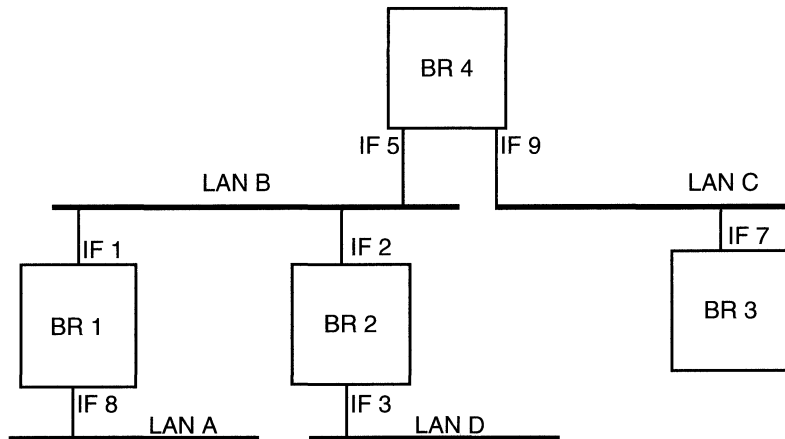 BR 4
IF 5
IF 9
LAN B
LAN C
IF 1
IF 2
IF 7
BR 1
BR 2
BR 3
IF 8
IF 3
LAN A
LAN D